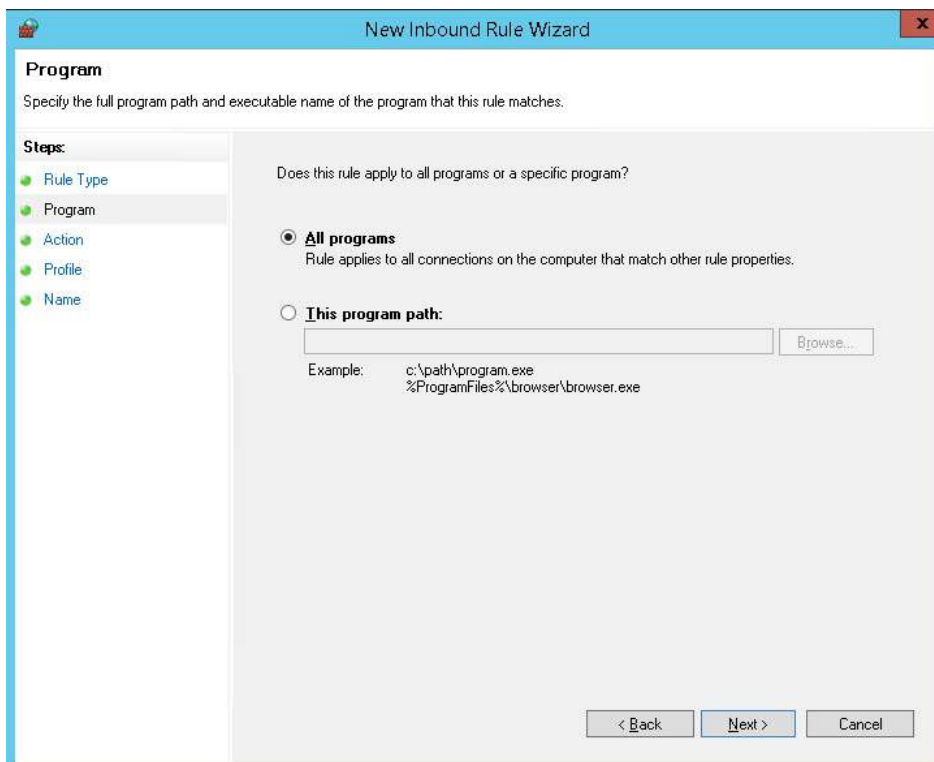 New Inbound Rule Wizard
x
Program
Specify the full program path and executable name of the program that this rule matches.
Steps:
Rule Type
Program
Action
Profile
Name
Does this rule apply to all programs or a specific program?
All programs
Rule applies to all connections on the computer that match other rule properties.
This program path:
Browse...
Example: c:\path\program.exe
%ProgramFiles%\browser\browser.exe
< Back Next > Cancel